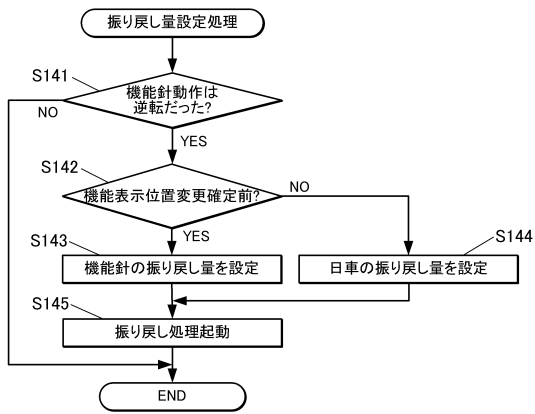 振り戻し量設定処理
S141
機能針動作は
逆転だった?
NO
YES
S142
機能表示位置変更確定前?
NO
YES
S143
機能針の振り戻し量を設定
S144
日車の振り戻し量を設定
S145
振り戻し処理起動
END